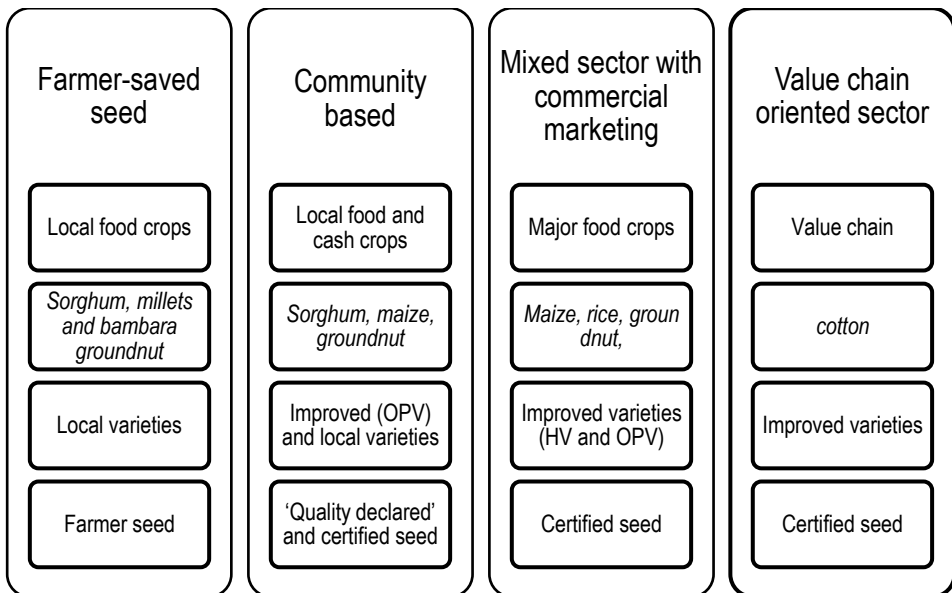 Farmer-saved
seed
Local food crops
Sorghum, millets
and bambara
groundnut
Local varieties
Farmer seed
Community
based
Local food and
cash crops
Sorghum, maize,
groundnut
Improved (OPV)
and local varieties
‘Quality declared’
and certified seed
Mixed sector with
commercial
marketing
Major food crops
Maize, rice, groun
dnut,
Improved varieties
(HV and OPV)
Certified seed
Value chain
oriented sector
Value chain
cotton
Improved varieties
Certified seed